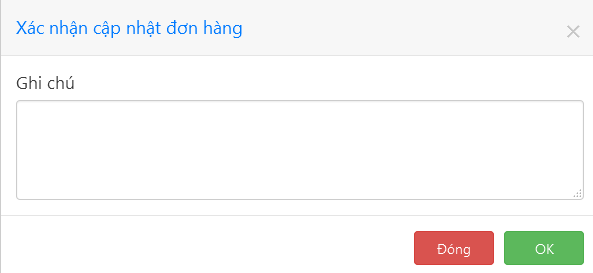 Xác nhận cập nhật đơn hàng
Ghi chú
Đóng
OK